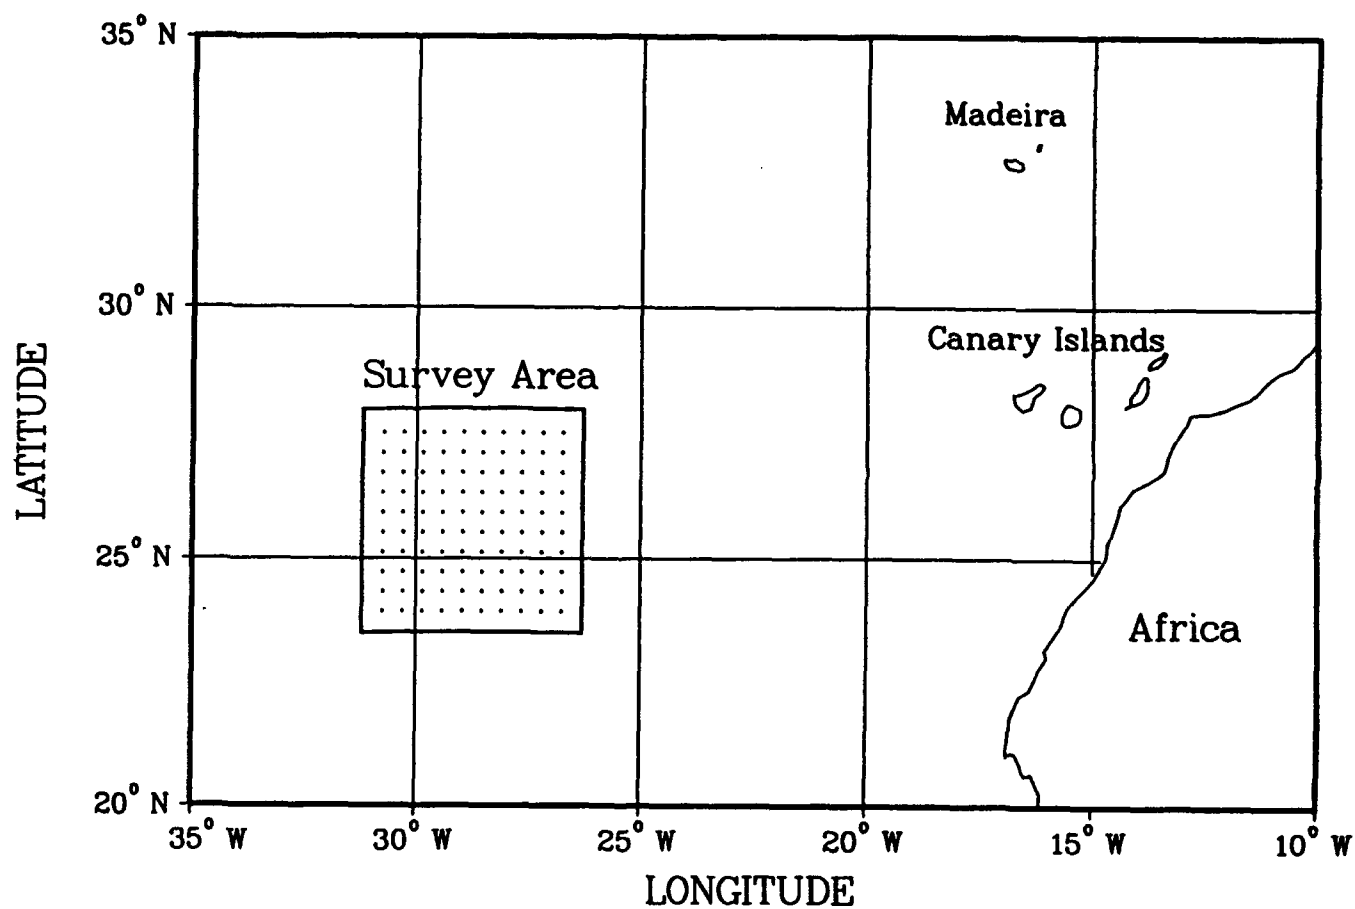 35° N
Madeira
30° N
Canary Islands
Survey Area
LATITUDE
25° N
Africa
20° N
35° W
30° W
25° W
20° W
15° W
10° W
LONGITUDE